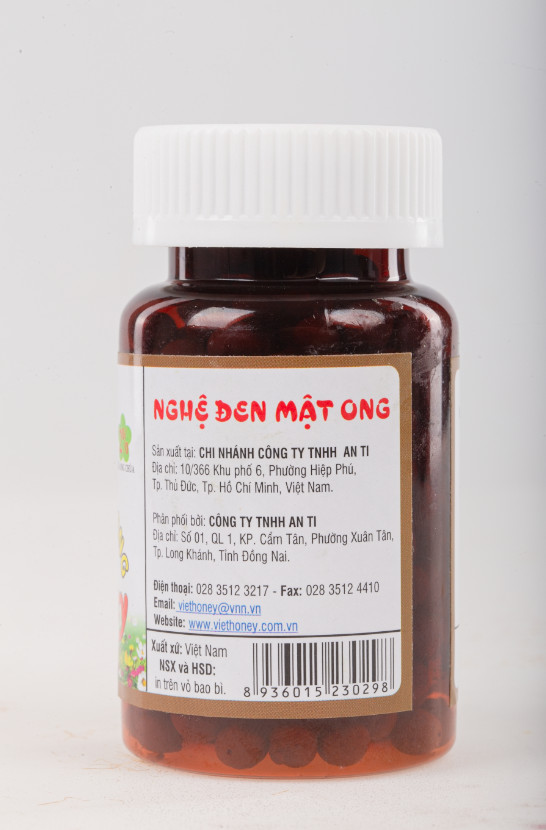 NGHỆ ĐEN MẬT ONG
Sản xuất tại: CHI NHÁNH CÔNG TY TNHH AN TI
Địa chỉ: 10/366 Khu phố 6, Phường Hiệp Phú,
Tp. Thủ Đức, Tp. Hồ Chí Minh, Việt Nam.
Phân phối bởi: CÔNG TY TNHH AN TI
Địa chỉ: Số 01, QL 1, KP. Cẩm Tân, Phường Xuân Tân,
Tp. Long Khánh, Tỉnh Đồng Nai.
Điện thoại: 028 3512 3217 - Fax: 028 3512 4410
Email: viethoney@vnn.vn
Website: www.viethoney.com.vn
Xuất xứ: Việt Nam
NSX và HSD:
in trên vỏ bao bì.
8 936015 230298